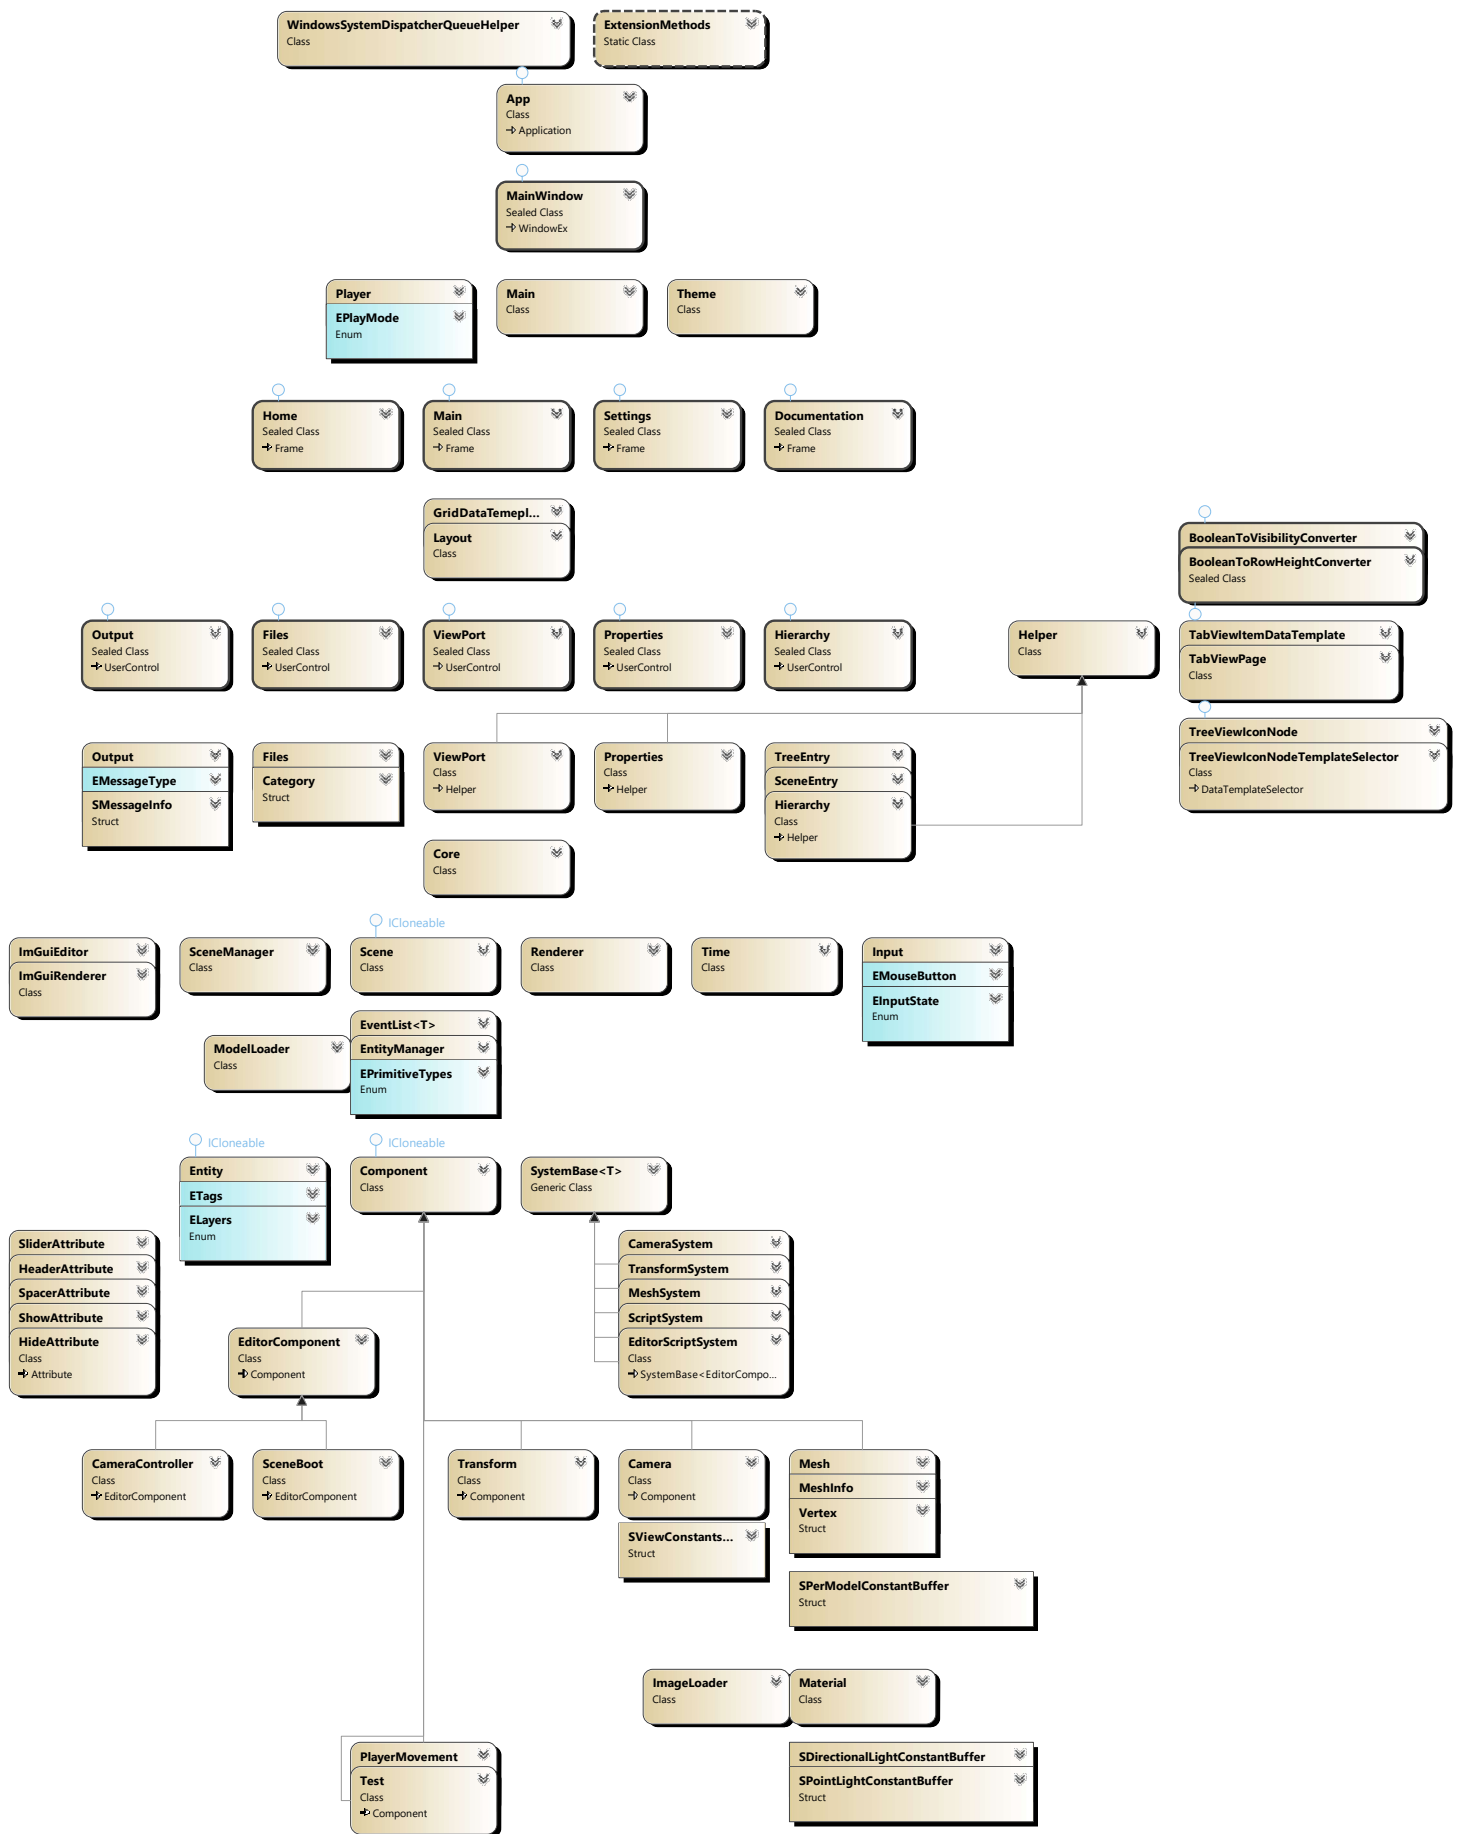 WindowsSystemDispatcherQueueHelper
Class
ExtensionMethods
Static Class
App
Class
Application
MainWindow
Sealed Class
WindowEx
Player
EPlayMode
Enum
Main
Class
Theme
Class
Home
Sealed Class
Frame
Main
Sealed Class
Frame
Settings
Sealed Class
Frame
Documentation
Sealed Class
Frame
GridDataTemepl...
Layout
Class
BooleanToVisibilityConverter
BooleanToRowHeightConverter
Sealed Class
Output
Sealed Class
UserControl
Files
Sealed Class
UserControl
ViewPort
Sealed Class
UserControl
Properties
Sealed Class
UserControl
Hierarchy
Sealed Class
UserControl
Helper
Class
TabViewItemDataTemplate
TabViewPage
Class
TreeViewIconNode
TreeViewIconNodeTemplateSelector
Class
DataTemplateSelector
Output
EMessageType
SMessageInfo
Struct
Files
Category
Struct
ViewPort
Class
Helper
Properties
Class
Helper
TreeEntry
SceneEntry
Hierarchy
Class
Helper
Core
Class
ICloneable
ImGuiEditor
ImGuiRenderer
Class
SceneManager
Class
Scene
Class
Renderer
Class
Time
Class
Input
EMouseButton
EInputState
Enum
ModelLoader
Class
EventList<T>
EntityManager
EPrimitiveTypes
Enum
ICloneable
ICloneable
Entity
ETags
ELayers
Enum
Component
Class
SystemBase<T>
Generic Class
SliderAttribute
HeaderAttribute
SpacerAttribute
ShowAttribute
HideAttribute
Class
Attribute
CameraSystem
TransformSystem
MeshSystem
ScriptSystem
EditorScriptSystem
Class
SystemBase<EditorCompo...
EditorComponent
Class
Component
CameraController
Class
EditorComponent
SceneBoot
Class
EditorComponent
Transform
Class
Component
Camera
Class
Component
SViewConstants...
Struct
Mesh
MeshInfo
Vertex
Struct
SPerModelConstantBuffer
Struct
ImageLoader
Class
Material
Class
PlayerMovement
Test
Class
Component
SDirectionalLightConstantBuffer
SPointLightConstantBuffer
Struct